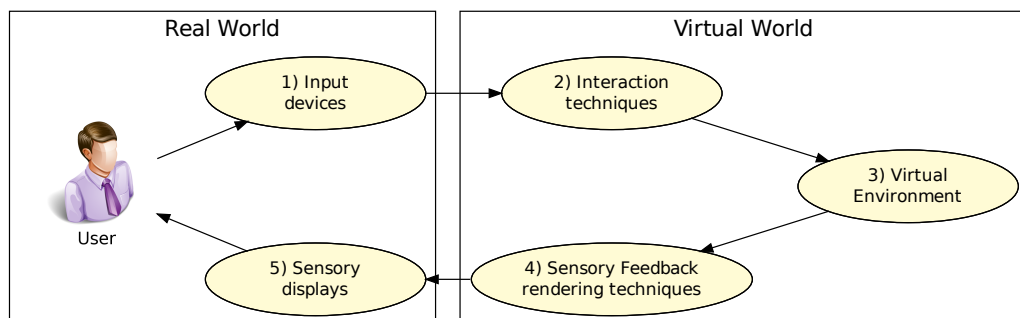 Real World
Virtual World
1) Input
devices
2) Interaction
techniques
3) Virtual
Environment
User
5) Sensory
displays
4) Sensory Feedback
rendering techniques